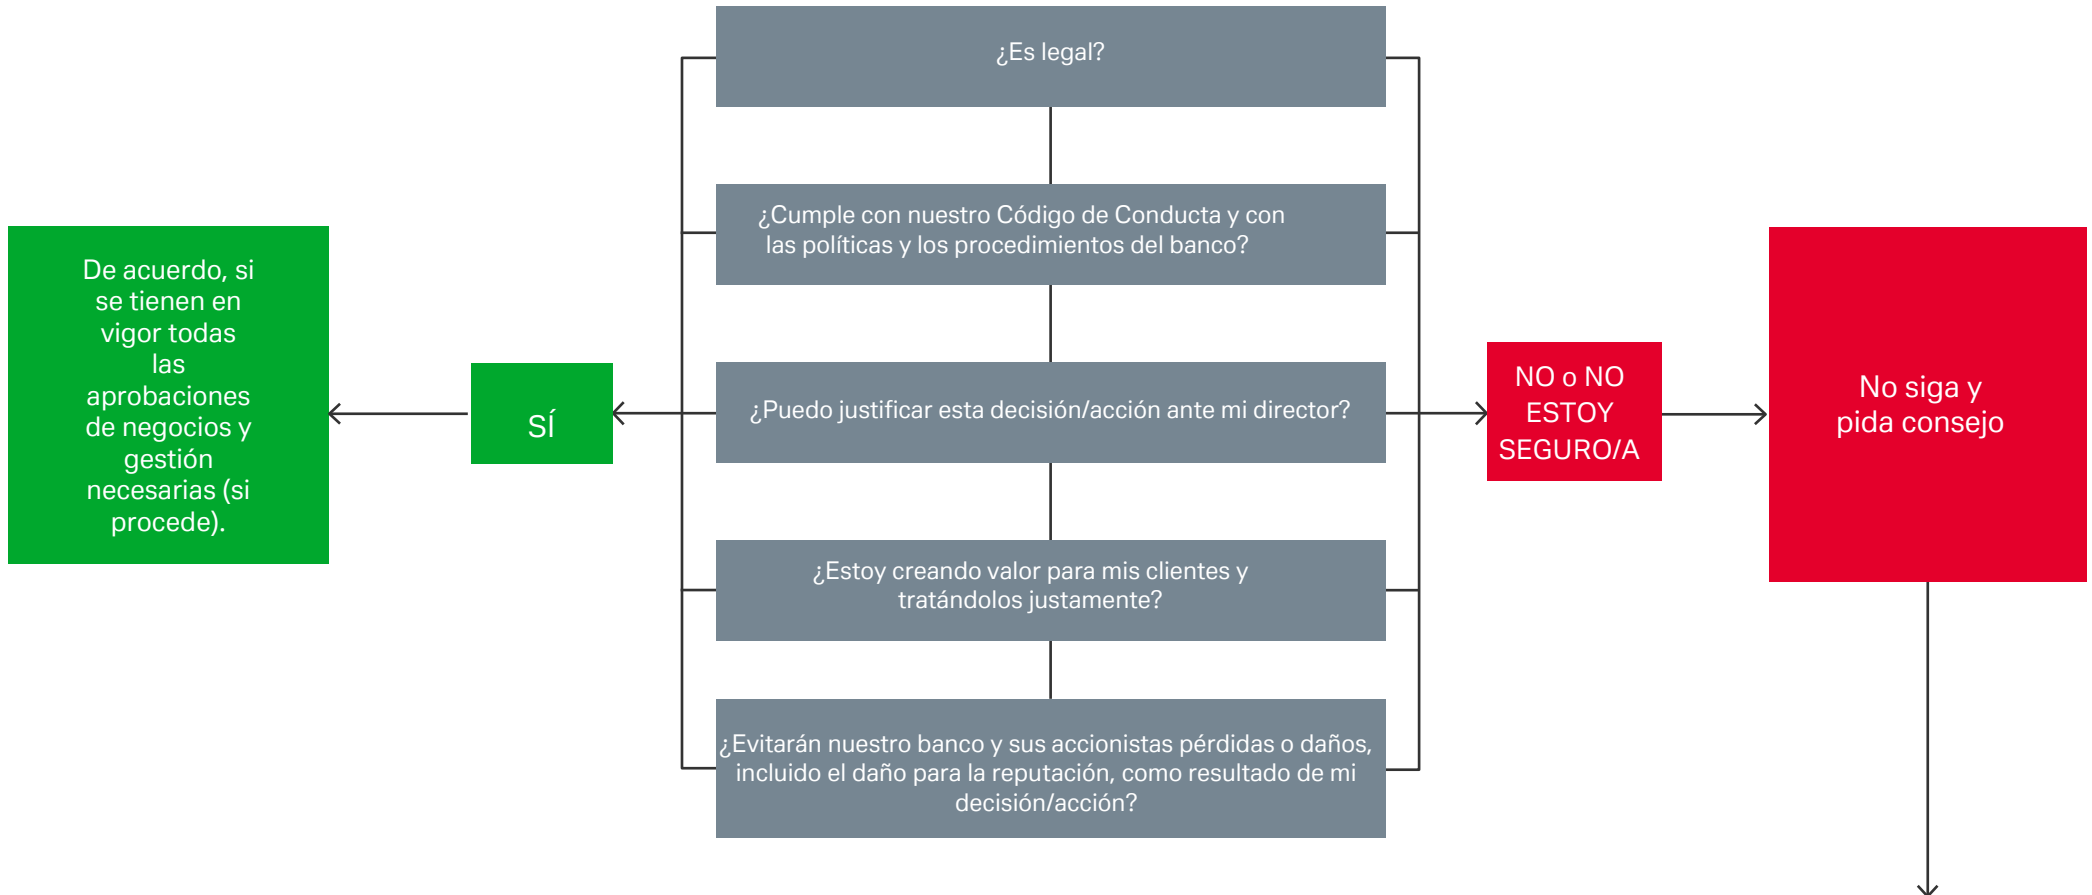 ¿Es legal?
¿Cumple con nuestro Código de Conducta y con
las políticas y los procedimientos del banco?
De acuerdo, si
se tienen en
vigor todas
las
aprobaciones
de negocios y
gestión
necesarias (si
procede).
SÍ
¿Puedo justificar esta decisión/acción ante mi director?
NO o NO
ESTOY
SEGURO/A
No siga y
pida consejo
¿Estoy creando valor para mis clientes y
tratándolos justamente?
¿Evitarán nuestro banco y sus accionistas pérdidas o daños,
incluido el daño para la reputación, como resultado de mi
decisión/acción?